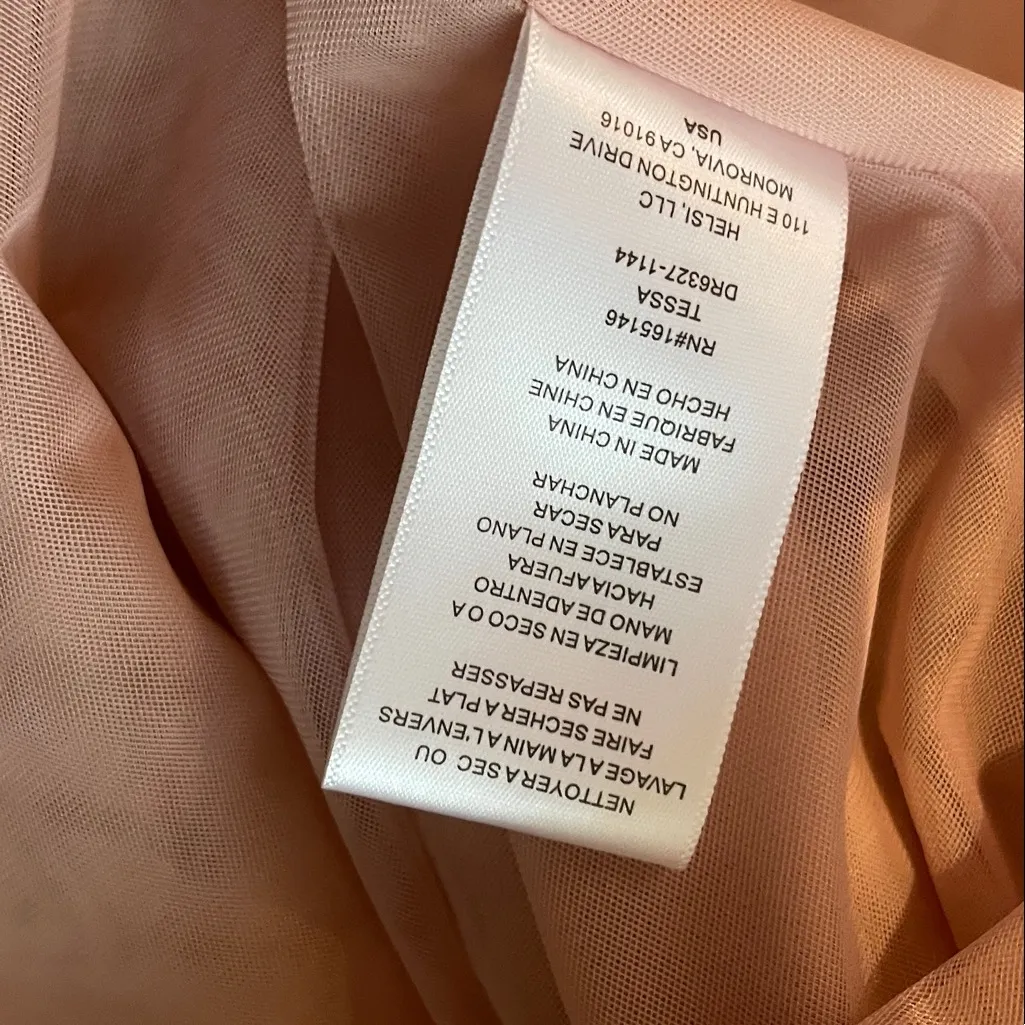 NETTOYER A SEC OU
LAVAGE A LA MAIN A L'ENVERS
FAIRE SECHER A PLAT
NE PAS REPASSER
LIMPIEZA EN SECO O A
MANO DE ADENTRO
HACIA AFUERA
ESTABLECE EN PLANO
PARA SECAR
NO PLANCHAR
MADE IN CHINA
FABRIQUE EN CHINE
HECHO EN CHINA
RN#165146
TESSA
DR6327-1144
HELSI, LLC
110 E HUNTINGTON DRIVE
MONROVIA, CA 91016
USA